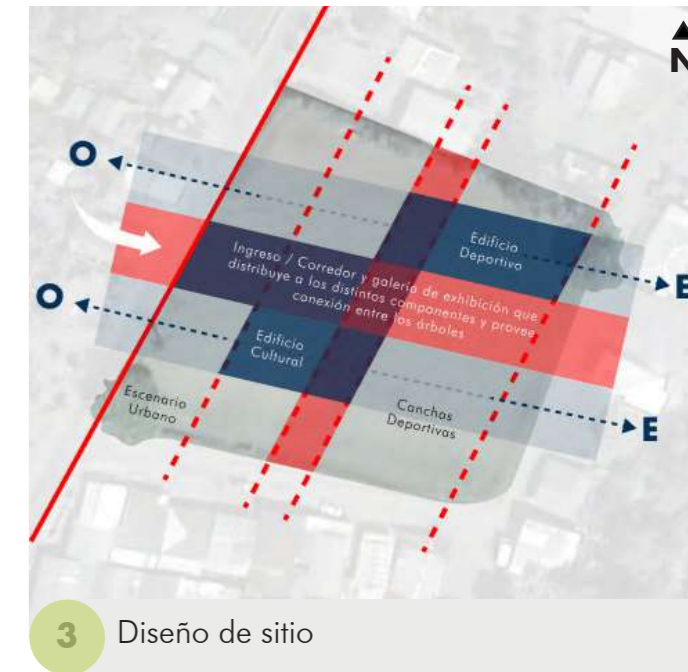 N
O
Edificio
Deportivo
E
Ingreso / Corredor y galería de exhibición que
distribuye a los distintos componentes y provee
conexión entre los árboles
O
Edificio
Cultural
Escenario
Urbano
Canchas
Deportivas
E
3 Diseño de sitio